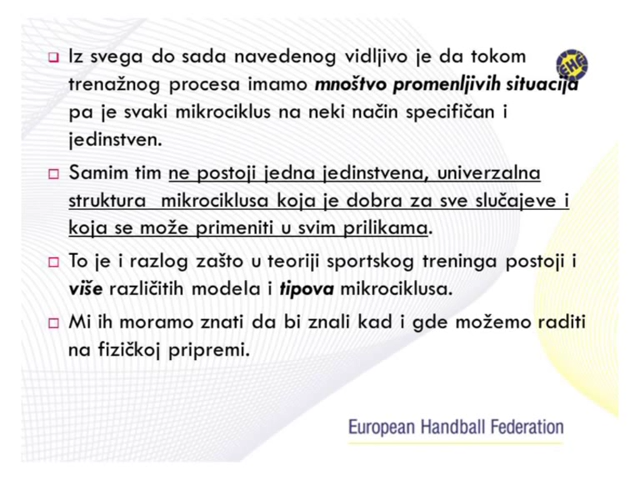 Iz svega do sada navedenog vidljivo je da tokom
trenažnog procesa imamo mnoštvo promenljivih situacija
pa je svaki mikrociklus na neki način specifičan i
jedinstven.
Samim tim ne postoji jedna jedinstvena, univerzalna
struktura mikrociklusa koja je dobra za sve slučajeve i
koja se može primeniti u svim prilikama.
To je i razlog zašto u teoriji sportskog treninga postoji i
više različitih modela i tipova mikrociklusa.
Mi ih moramo znati da bi znali kad i gde možemo raditi
na fizičkoj pripremi.
EHF
European Handball Federation